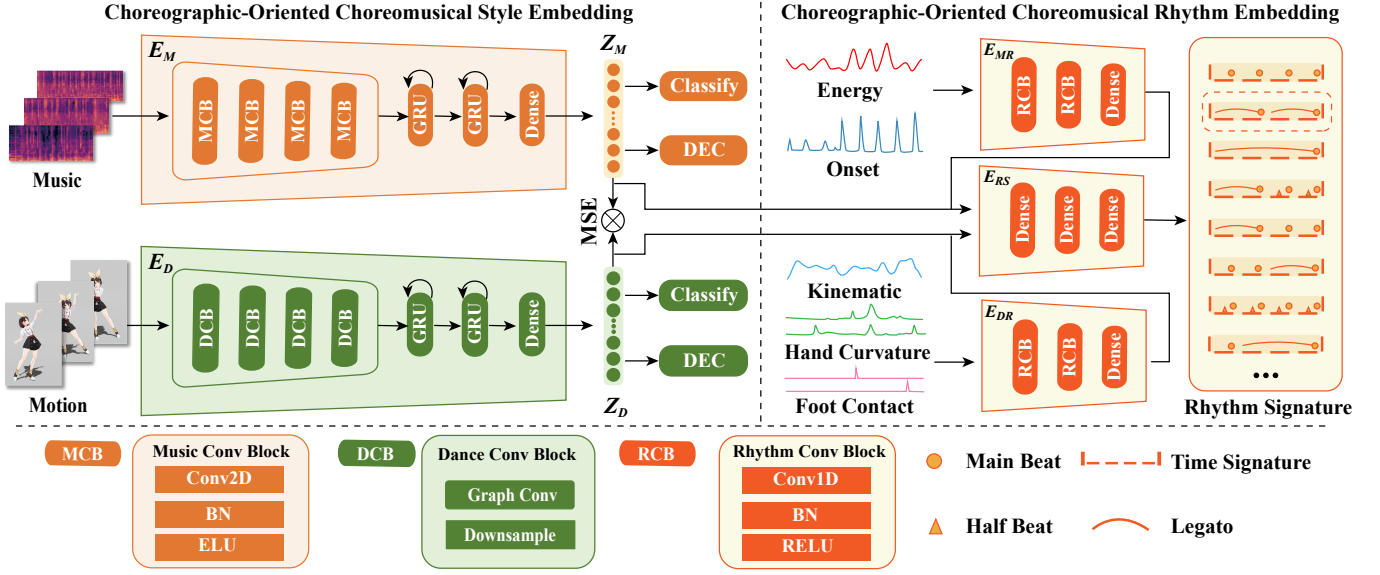 Choreographic-Oriented Choreomusical Style Embedding
Choreographic-Oriented Choreomusical Rhythm Embedding
E_M
MCB
MCB
MCB
MCB
GRU
GRU
Dense
Z_M
Classify
DEC
Music
MSE
E_D
DCB
DCB
DCB
DCB
GRU
GRU
Dense
Z_D
Classify
DEC
Motion
Energy
Onset
Kinematic
Hand Curvature
Foot Contact
E_MR
RCB
RCB
Dense
E_RS
Dense
Dense
Dense
E_DR
RCB
RCB
Dense
Rhythm Signature
MCB
Music Conv Block
Conv2D
BN
ELU
DCB
Dance Conv Block
Graph Conv
Downsample
RCB
Rhythm Conv Block
Conv1D
BN
RELU
Main Beat
Time Signature
Half Beat
Legato